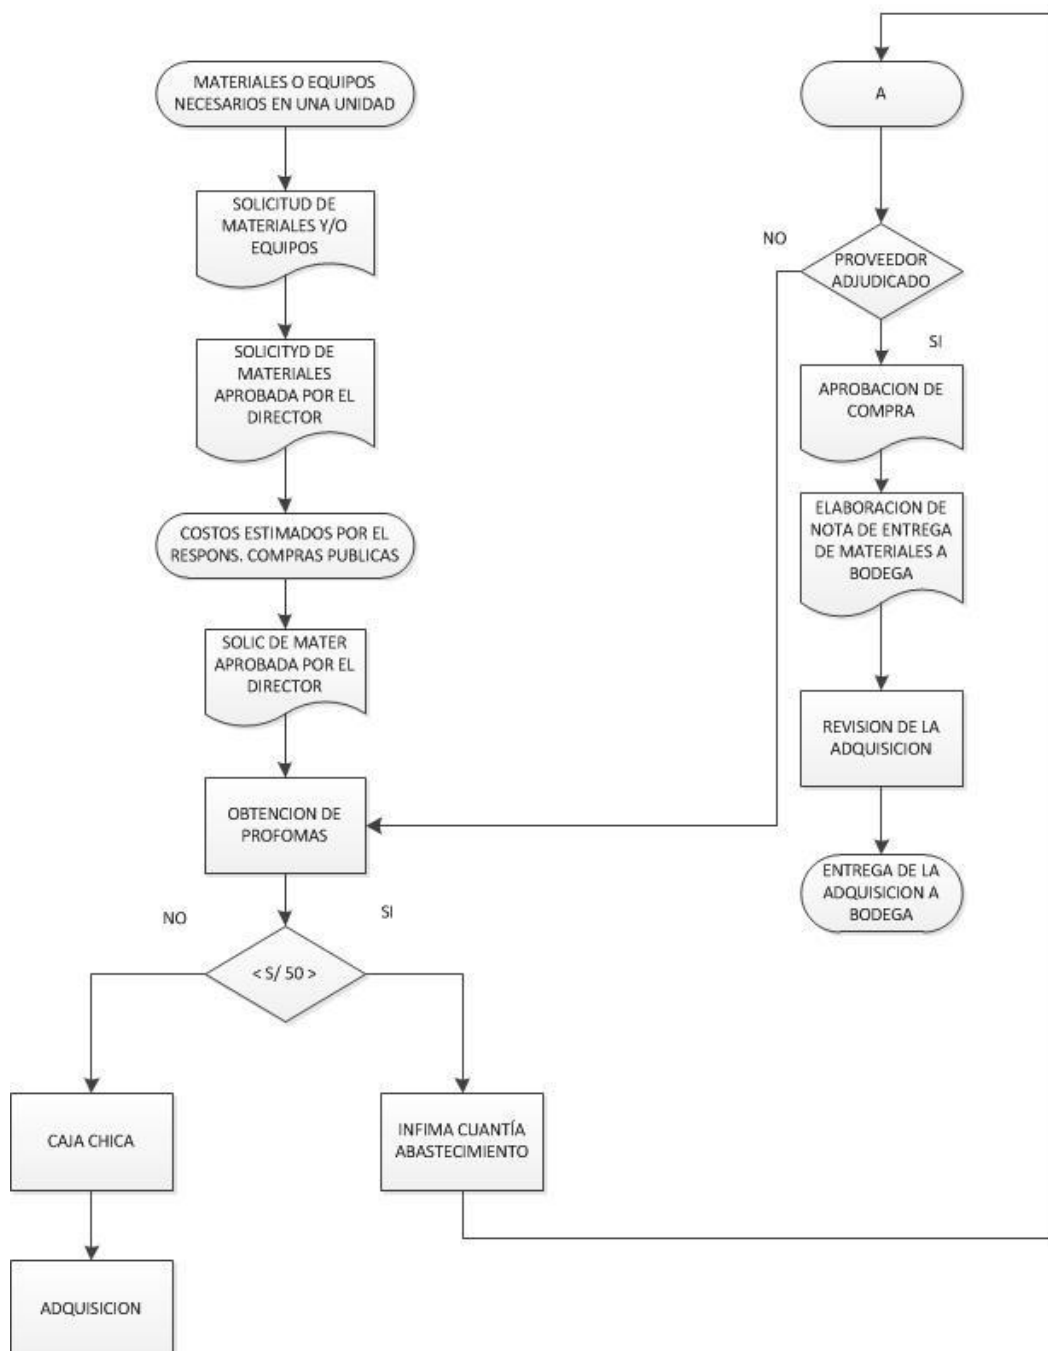 MATERIALES O EQUIPOS
NECESARIOS EN UNA UNIDAD
SOLICITUD DE
MATERIALES Y/O
EQUIPOS
SOLICITYD DE
MATERIALES
APROBADA POR EL
DIRECTOR
COSTOS ESTIMADOS POR EL
RESPONS. COMPRAS PUBLICAS
SOLIC DE MATER
APROBADA POR EL
DIRECTOR
OBTENCION DE
PROFOMAS
NO
SI
< S/ 50 >
CAJA CHICA
INFIMA CUANTÍA
ABASTECIMIENTO
ADQUISICION
A
NO
PROVEEDOR
ADJUDICADO
SI
APROBACION DE
COMPRA
ELABORACION DE
NOTA DE ENTREGA
DE MATERIALES A
BODEGA
REVISION DE LA
ADQUISICION
ENTREGA DE LA
ADQUISICION A
BODEGA